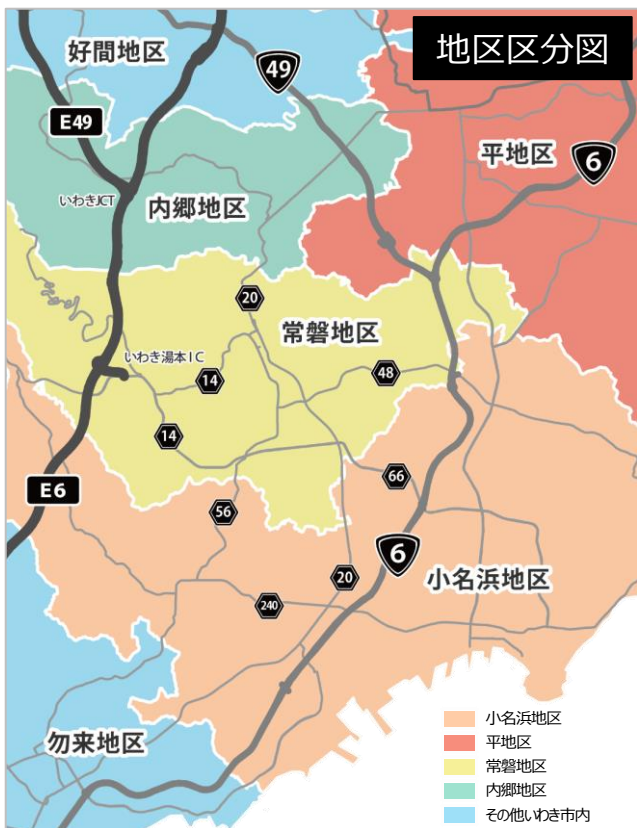 地区区分図
好間地区
49
E49
平地区
6
いわきJCT
内郷地区
20
常磐地区
いわき湯本IC
14
48
14
66
E6
56
6
20
小名浜地区
240
勿来地区
小名浜地区
平地区
常磐地区
内郷地区
その他いわき市内